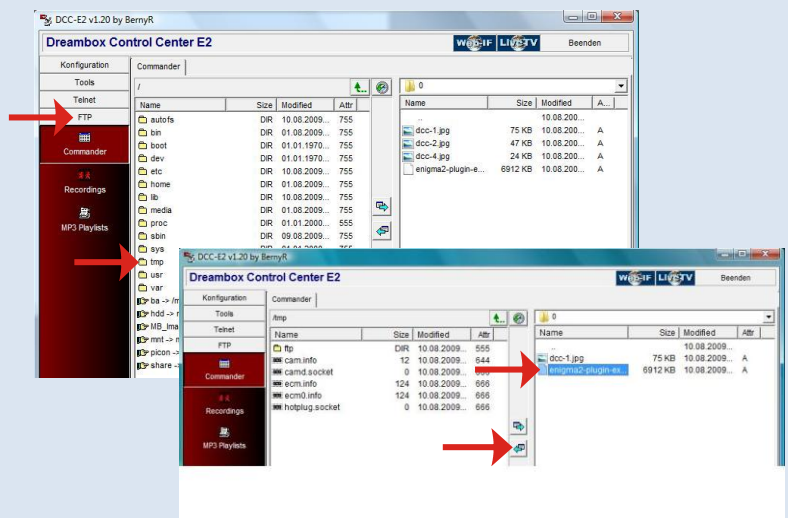 DCC-E2 v1.20 by BernyR
Dreambox Control Center E2 Web-IF LiveTV Beenden
Konfiguration
Tools
Telnet
FTP
Commander
Recordings
MP3 Playlists
Commander
/
Name Size Modified Attr
autofs DIR 10.08.2009... 755
bin DIR 01.08.2009... 755
boot DIR 01.01.1970... 755
dev DIR 01.01.1970... 755
etc DIR 10.08.2009... 755
home DIR 01.08.2009... 755
lib DIR 10.08.2009... 755
media DIR 01.08.2009... 755
proc DIR 01.01.2000... 555
sbin DIR 09.08.2009... 755
sys
tmp
usr
var
ba -> /m
hdd -> 
MB_Ima
mnt -> 
picon ->
share ->
0
Name Size Modified A...
.. 10.08.200...
dcc-1.jpg 75 KB 10.08.200... A
dcc-2.jpg 47 KB 10.08.200... A
dcc-4.jpg 24 KB 10.08.200... A
enigma2-plugin-e... 6912 KB 10.08.200... A
DCC-E2 v1.20 by BernyR
Dreambox Control Center E2 Web-IF LiveTV Beenden
Konfiguration
Tools
Telnet
FTP
Commander
Recordings
MP3 Playlists
Commander
/tmp
Name Size Modified Attr
ftp DIR 10.08.2009... 555
cam.info 12 10.08.2009... 644
camd.socket 0 10.08.2009...
ecm.info 124 10.08.2009... 666
ecm0.info 124 10.08.2009... 666
hotplug.socket 0 10.08.2009... 666
0
Name Size Modified Attr
.. 10.08.2009...
dcc-1.jpg 75 KB 10.08.2009... A
enigma2-plugin-ex... 6912 KB 10.08.2009... A